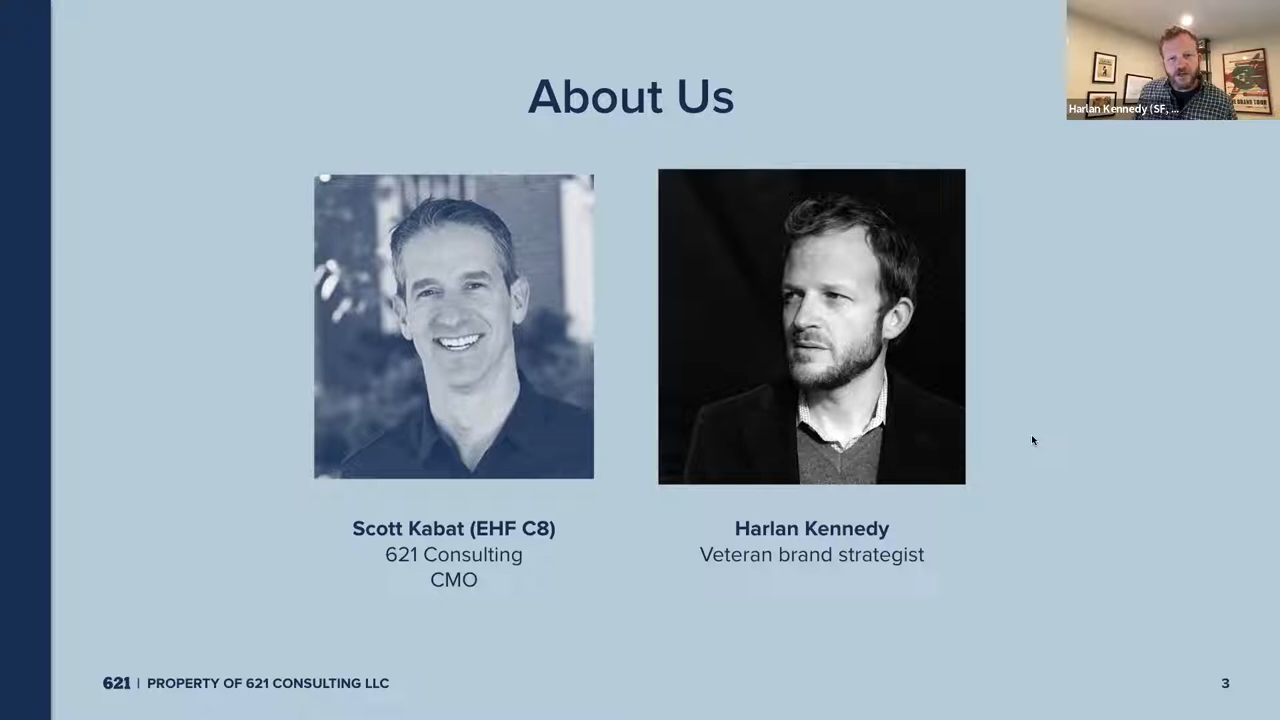 About Us
Harlan Kennedy (SF, ...
Scott Kabat (EHF C8)
621 Consulting
CMO
Harlan Kennedy
Veteran brand strategist
621 | PROPERTY OF 621 CONSULTING LLC
3